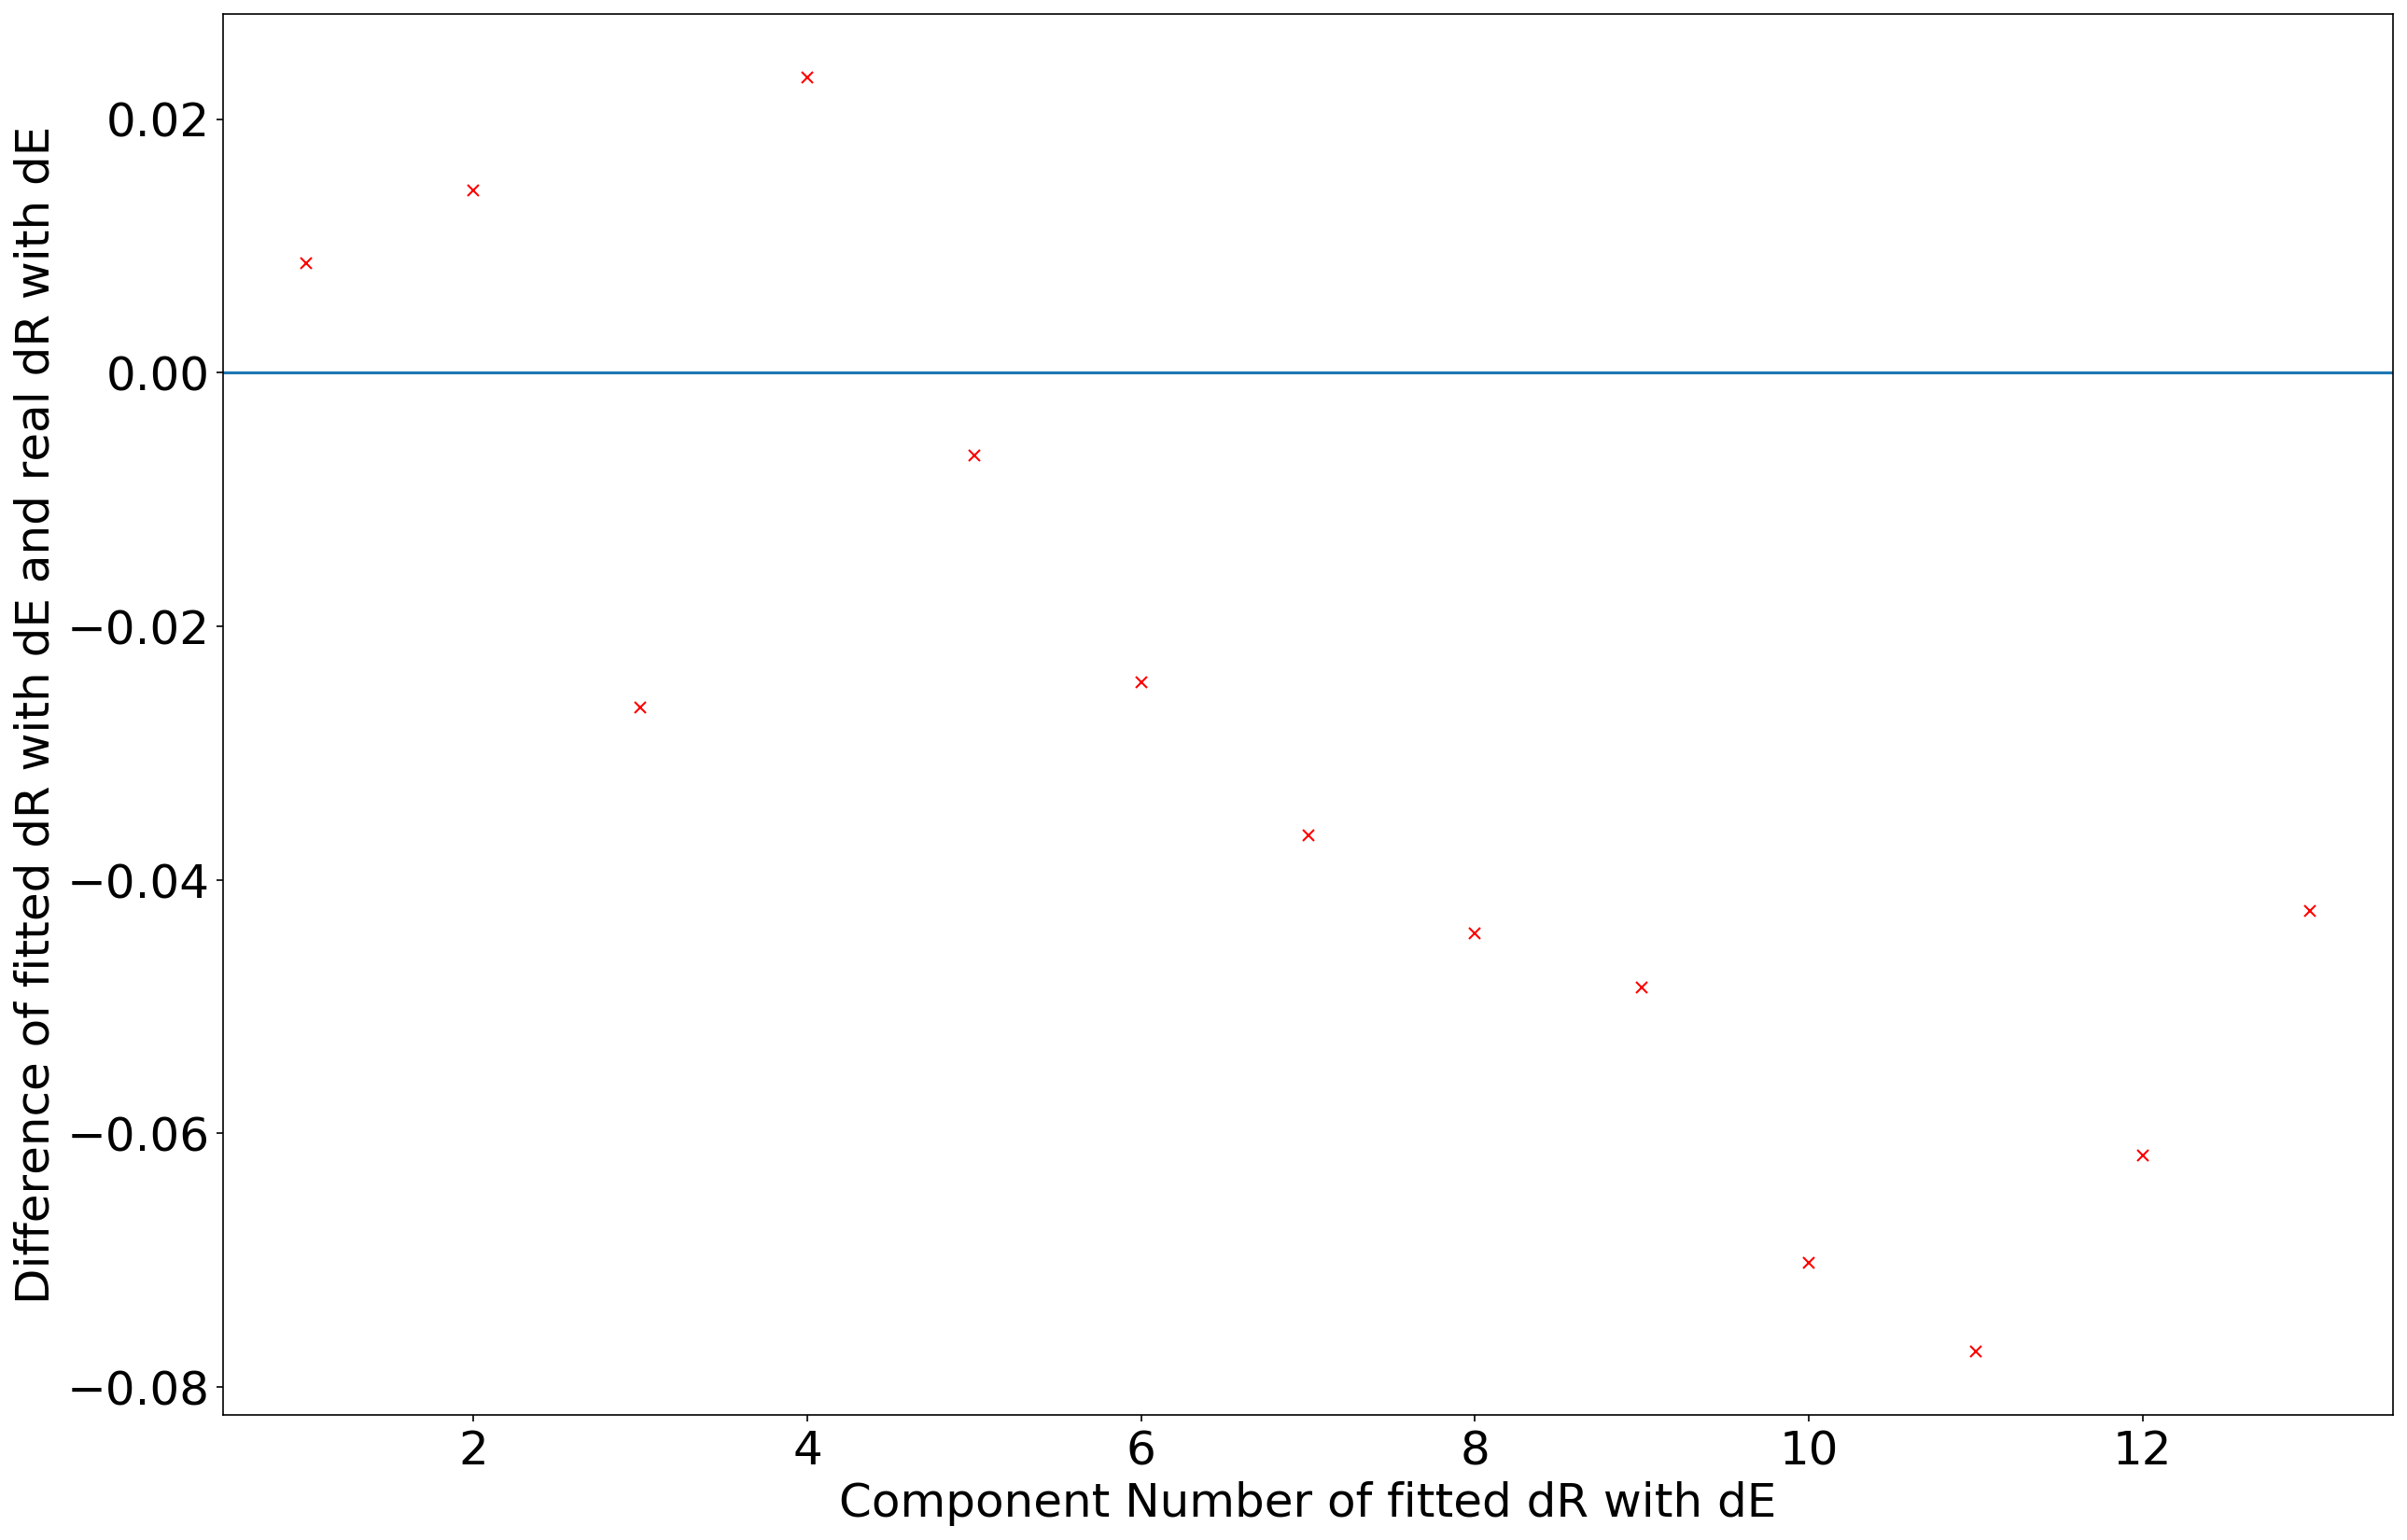 Difference of fitted dR with dE and real dR with dE
0.02
0.00
−0.02
−0.04
−0.06
−0.08
2 4 6 8 10 12
Component Number of fitted dR with dE